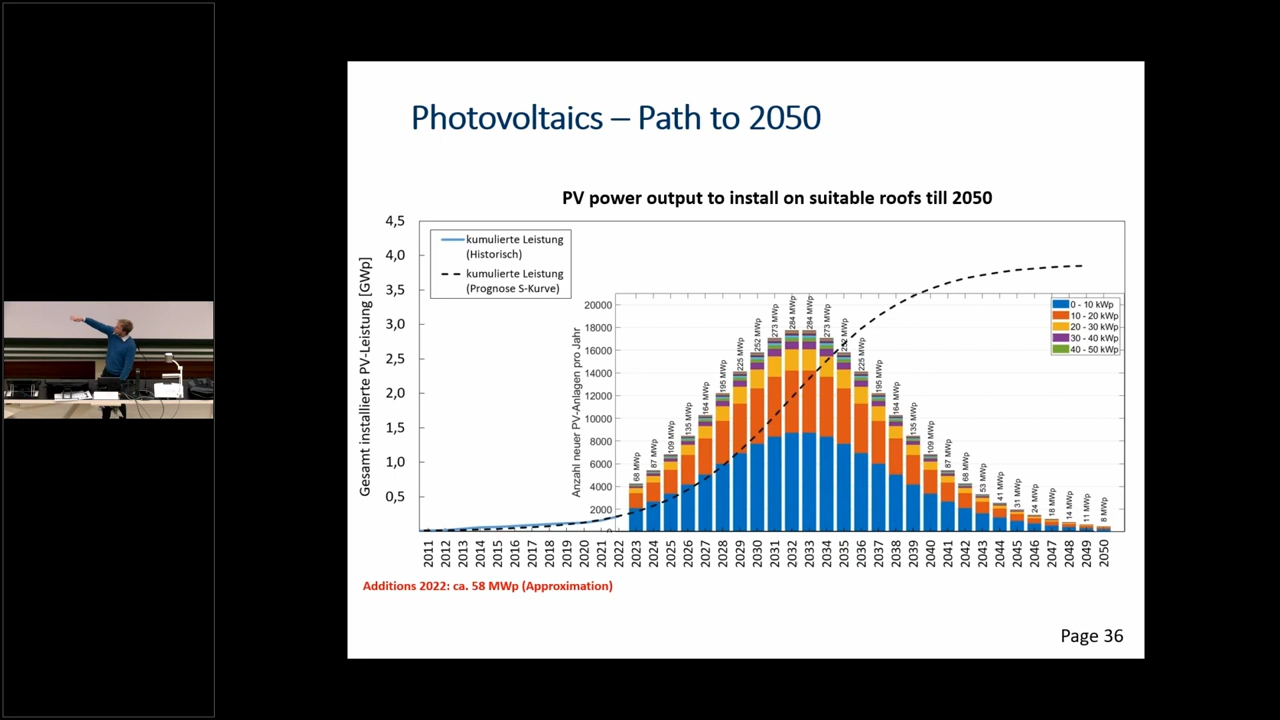 Photovoltaics – Path to 2050
PV power output to install on suitable roofs till 2050
Gesamt installierte PV-Leistung [GWp]
4,5
4,0
3,5
3,0
2,5
2,0
1,5
1,0
0,5
kumulierte Leistung
(Historisch)
kumulierte Leistung
(Prognose S-Kurve)
Anzahl neuer PV-Anlagen pro Jahr
20000
18000
16000
14000
12000
10000
8000
6000
4000
2000
0
68 MWp
87 MWp
109 MWp
135 MWp
164 MWp
195 MWp
225 MWp
252 MWp
273 MWp
284 MWp
284 MWp
273 MWp
252 MWp
225 MWp
195 MWp
164 MWp
135 MWp
109 MWp
87 MWp
68 MWp
53 MWp
41 MWp
31 MWp
24 MWp
18 MWp
14 MWp
11 MWp
8 MWp
0 - 10 kWp
10 - 20 kWp
20 - 30 kWp
30 - 40 kWp
40 - 50 kWp
2011 2012 2013 2014 2015 2016 2017 2018 2019 2020 2021 2022 2023 2024 2025 2026 2027 2028 2029 2030 2031 2032 2033 2034 2035 2036 2037 2038 2039 2040 2041 2042 2043 2044 2045 2046 2047 2048 2049 2050
Additions 2022: ca. 58 MWp (Approximation)
Page 36